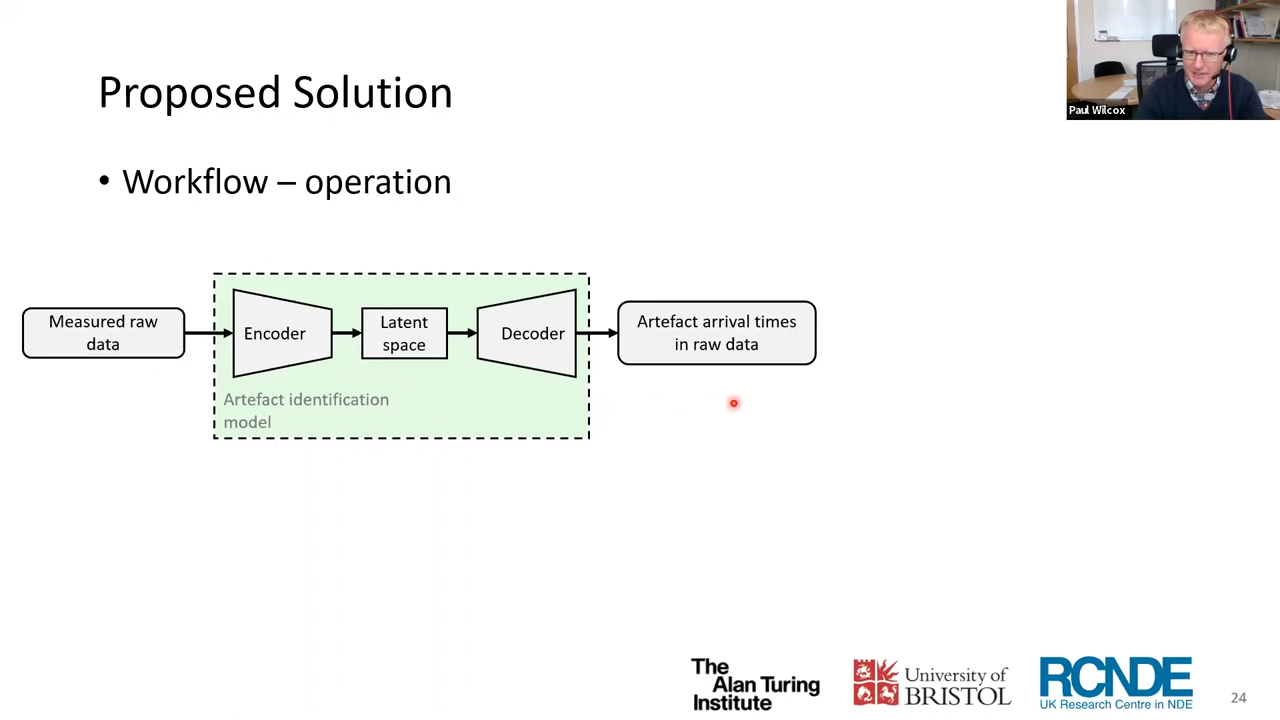 Paul Wilcox
Proposed Solution
• Workflow – operation
Measured raw
data
Encoder
Latent
space
Decoder
Artefact arrival times
in raw data
Artefact identification
model
The
Alan Turing
Institute
University of
BRISTOL
RCNDE
UK Research Centre in NDE
24